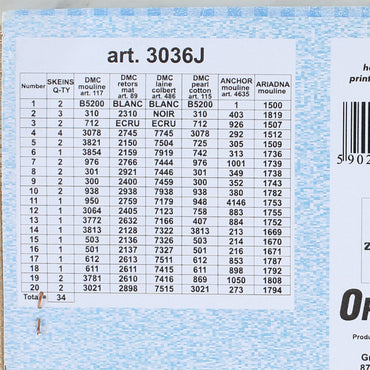 art. 3036J
Number SKEINS Q-TY DMC mouline art. 117 DMC retors mat art. 89 DMC laine colbert art. 486 DMC pearl cotton art. 115 ANCHOR mouline art. 4635 ARIADNA mouline
1 2 B5200 BLANC BLANC B5200 1 1500
2 3 310 2310 NOIR 310 403 1819
3 2 712 ECRU ECRU 712 926 1507
4 4 3078 2745 7745 3078 292 1512
5 2 3821 2150 7504 728 305 1509
6 1 3854 2159 7919 742 313 1736
7 2 976 2766 7444 976 1001 1739
8 2 301 2921 7446 301 349 1738
9 2 300 2400 7459 300 352 1743
10 2 938 2938 7938 938 380 1782
11 1 950 2759 7179 948 4146 1753
12 1 3064 2405 7123 758 883 1755
13 1 3772 2632 7166 407 884 1752
14 1 3813 2128 7322 3813 213 1669
15 1 503 2136 7326 503 214 1670
16 1 501 2137 7327 501 216 1671
17 1 612 2613 7511 612 853 1787
18 1 611 2611 7415 611 898 1792
19 2 3781 2610 7416 869 1050 1808
20 2 3021 2898 7515 3021 273 1794
Total 34
5902
Produ
87